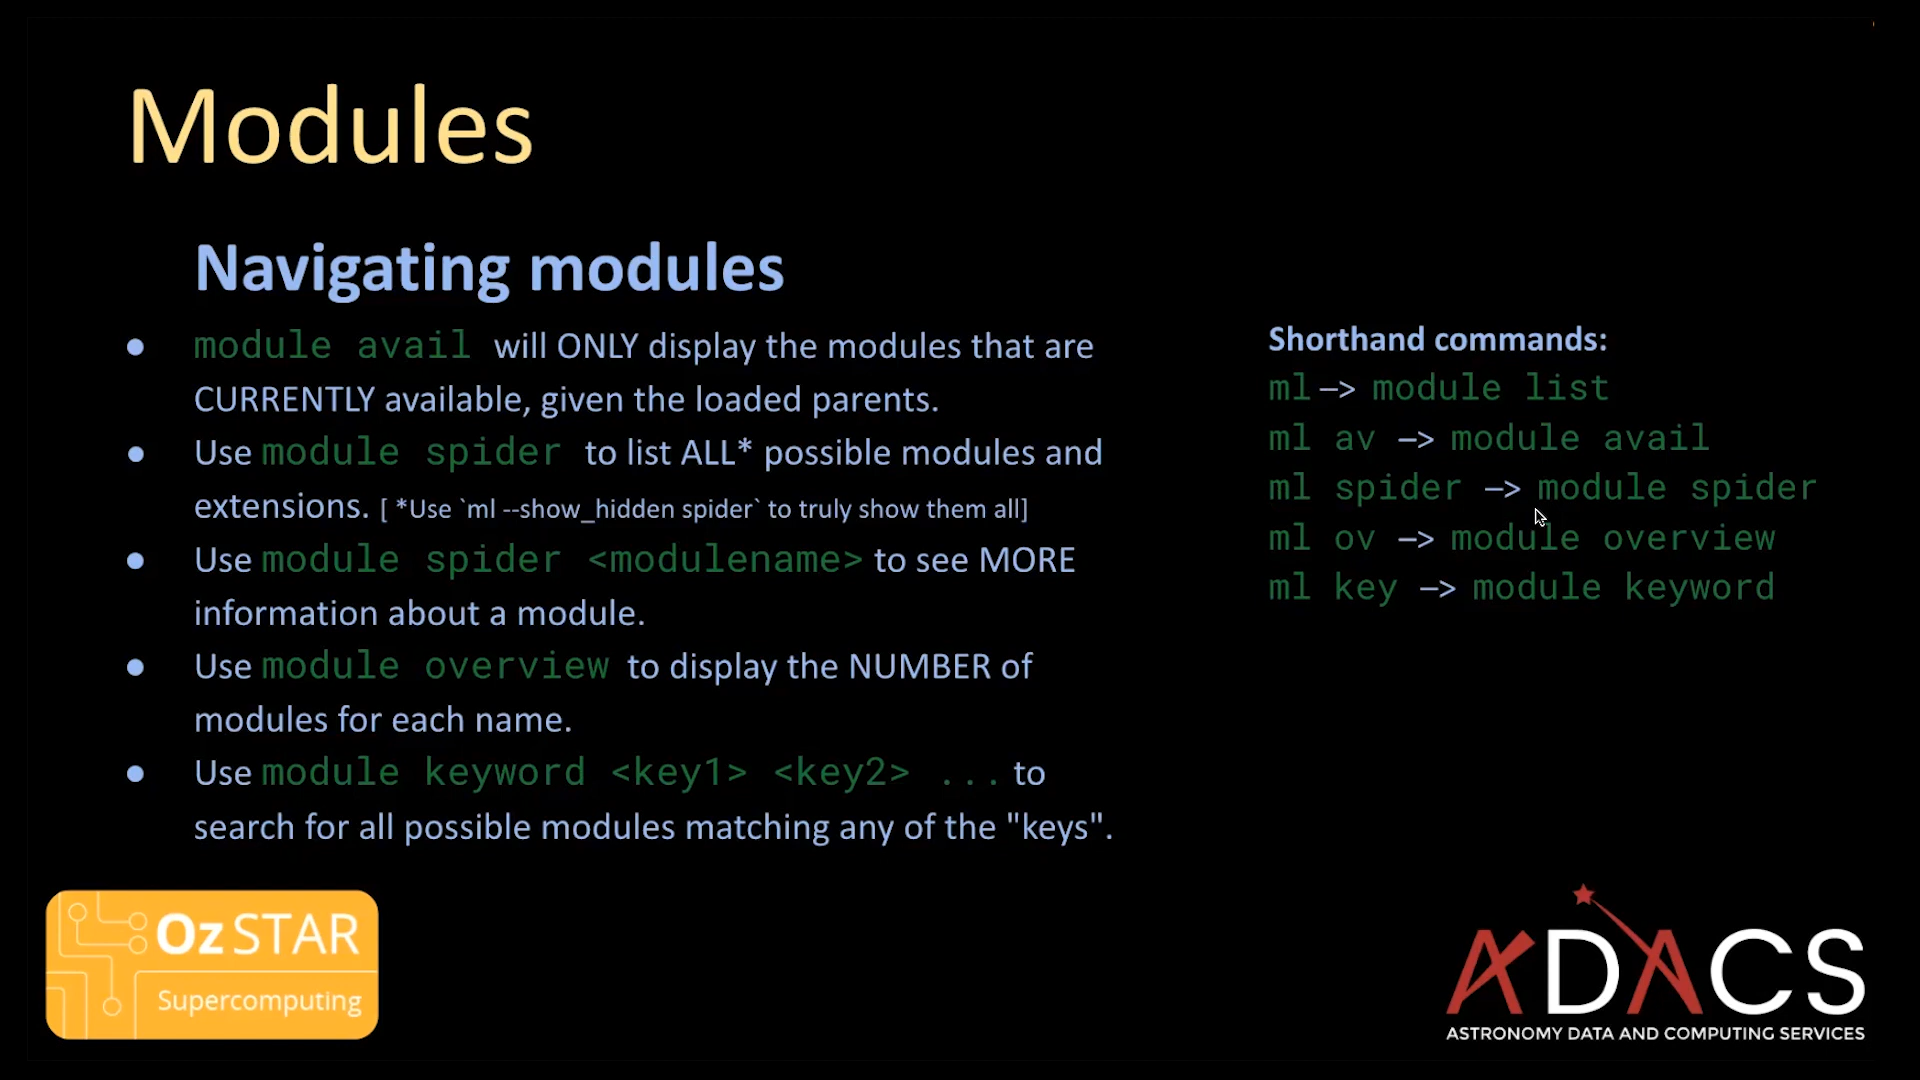 Modules
Navigating modules
● module avail will ONLY display the modules that are
CURRENTLY available, given the loaded parents.
● Use module spider to list ALL* possible modules and
extensions. [ *Use `ml --show_hidden spider` to truly show them all]
● Use module spider <modulename> to see MORE
information about a module.
● Use module overview to display the NUMBER of
modules for each name.
● Use module keyword <key1> <key2> ... to
search for all possible modules matching any of the "keys".
Shorthand commands:
ml –> module list
ml av –> module avail
ml spider –> module spider
ml ov –> module overview
ml key –> module keyword
OzSTAR
Supercomputing
ADACS
ASTRONOMY DATA AND COMPUTING SERVICES